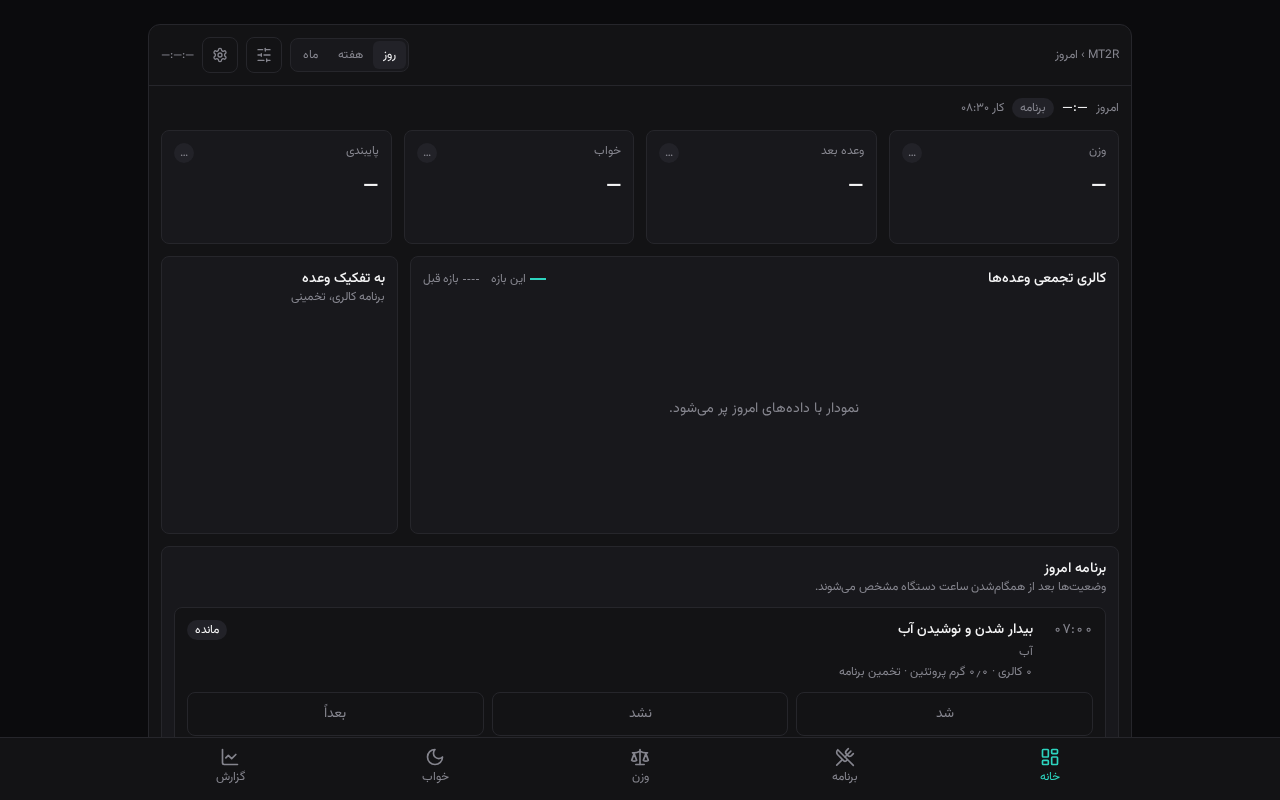 MT2R › امروز
روز
هفته
ماه
—:—:—
امروز —:— برنامه کار ۰۸:۳۰
وزن
...
—
وعده بعد
...
—
خواب
...
—
پایبندی
...
—
کالری تجمعی وعده‌ها
این بازه ---- بازه قبل
نمودار با داده‌های امروز پر می‌شود.
به تفکیک وعده
برنامه کالری، تخمینی
برنامه امروز
وضعیت‌ها بعد از همگام‌شدن ساعت دستگاه مشخص می‌شوند.
۰۷:۰۰ بیدار شدن و نوشیدن آب
مانده
آب
۰ کالری · ۰٫۰ گرم پروتئین · تخمین برنامه
شد
نشد
بعداً
خانه
برنامه
وزن
خواب
گزارش